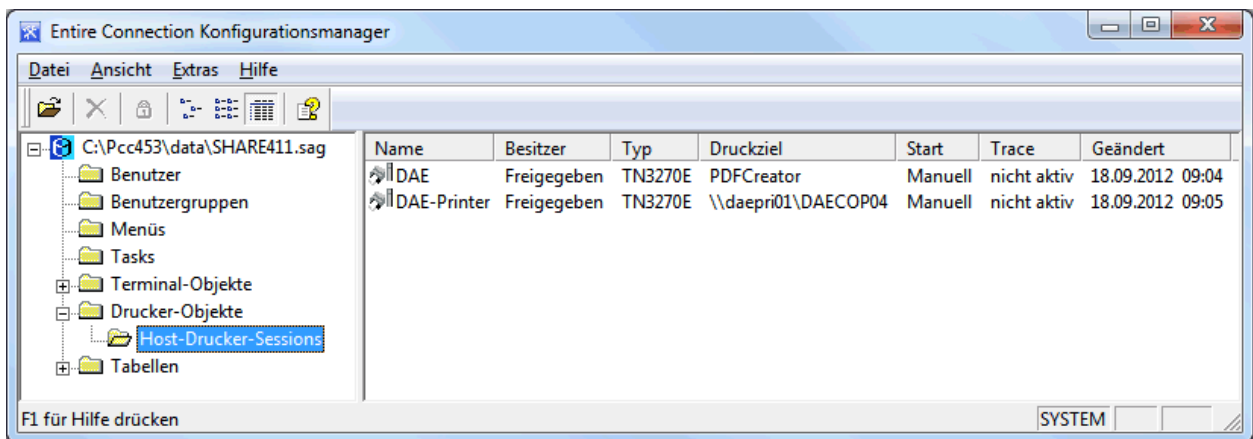 Entire Connection Konfigurationsmanager
Datei Ansicht Extras Hilfe
C:\Pcc453\data\SHARE411.sag
Benutzer
Benutzergruppen
Menüs
Tasks
Terminal-Objekte
Drucker-Objekte
Host-Drucker-Sessions
Tabellen
Name Besitzer Typ Druckziel Start Trace Geändert
DAE Freigegeben TN3270E PDFCreator Manuell nicht aktiv 18.09.2012 09:04
DAE-Printer Freigegeben TN3270E \\daepri01\DAECOP04 Manuell nicht aktiv 18.09.2012 09:05
F1 für Hilfe drücken SYSTEM